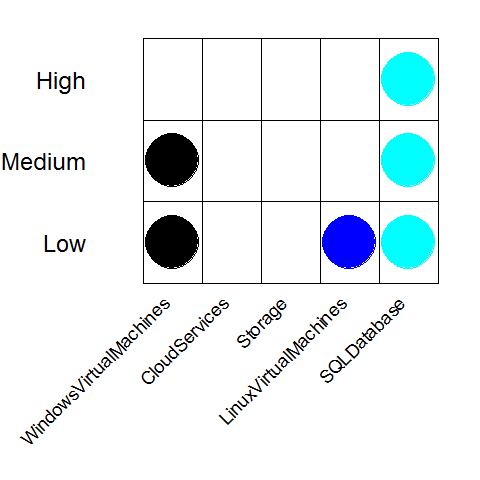 High
Medium
Low
WindowsVirtualMachines
CloudServices
Storage
LinuxVirtualMachines
SQLDatabase